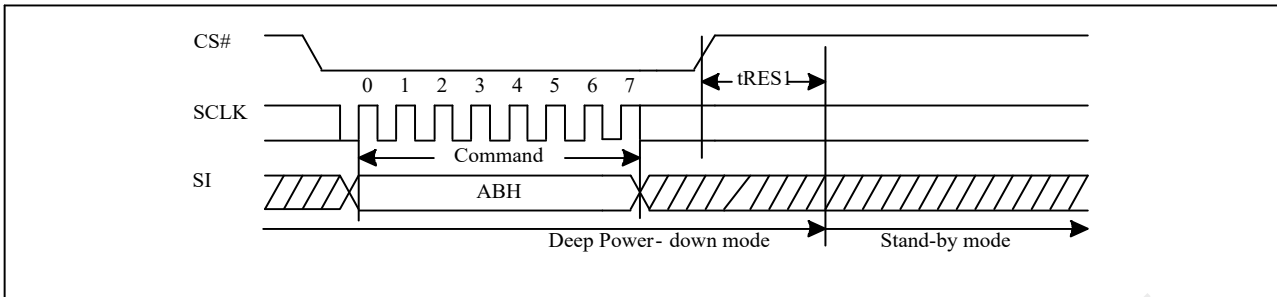 CS#
tRES1
0 1 2 3 4 5 6 7
SCLK
Command
SI
ABH
Deep Power- down mode
Stand-by mode